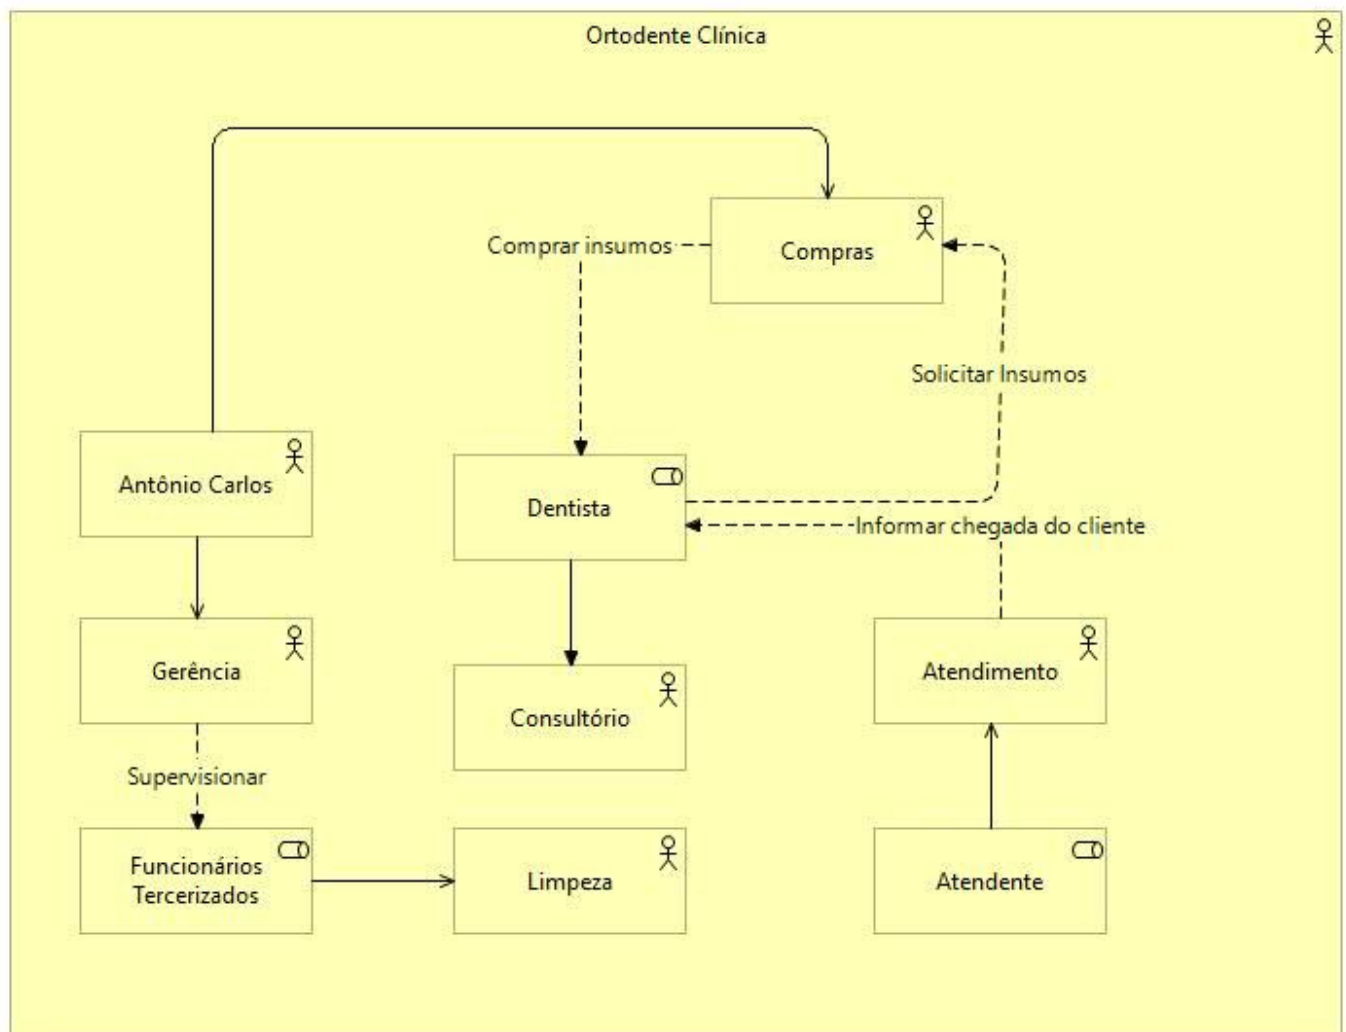 Ortodente Clínica
Comprar insumos
Compras
Solicitar Insumos
Antônio Carlos
Dentista
Informar chegada do cliente
Gerência
Consultório
Atendimento
Supervisionar
Funcionários
Tercerizados
Limpeza
Atendente